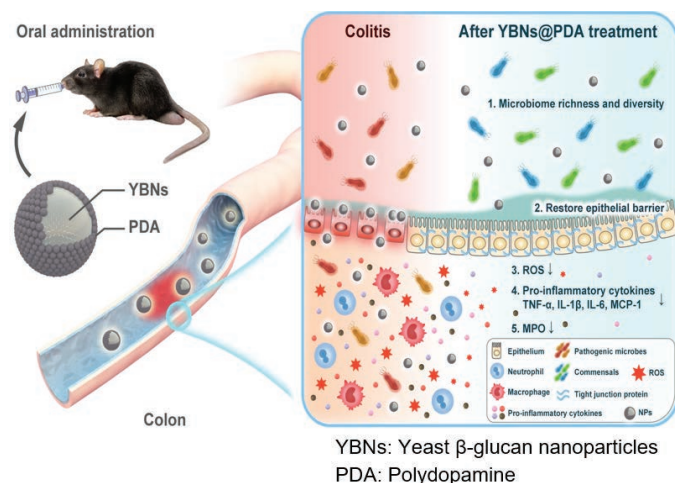 Oral administration
YBNs
PDA
Colon
Colitis
After YBNs@PDA treatment
1. Microbiome richness and diversity
2. Restore epithelial barrier
3. ROS ↓
4. Pro-inflammatory cytokines ↓
TNF-α, IL-1β, IL-6, MCP-1
5. MPO ↓
Epithelium
Pathogenic microbes
Neutrophil
Commensals
ROS
Macrophage
Tight junction protein
Pro-inflammatory cytokines
NPs
YBNs: Yeast β-glucan nanoparticles
PDA: Polydopamine